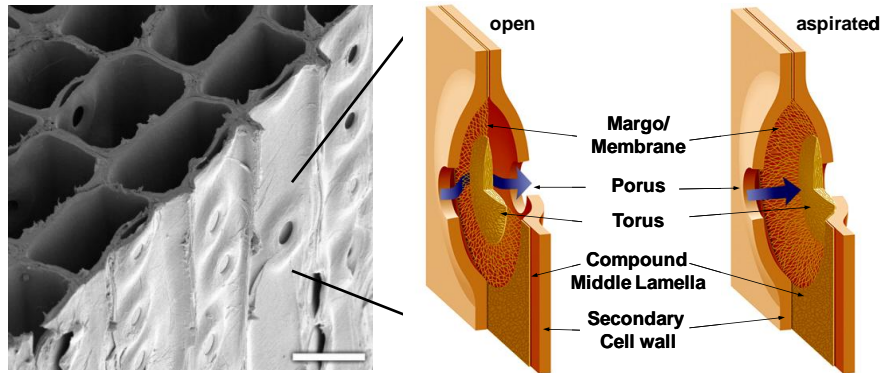 open
aspirated
Margo/
Membrane
Porus
Torus
Compound
Middle Lamella
Secondary
Cell wall